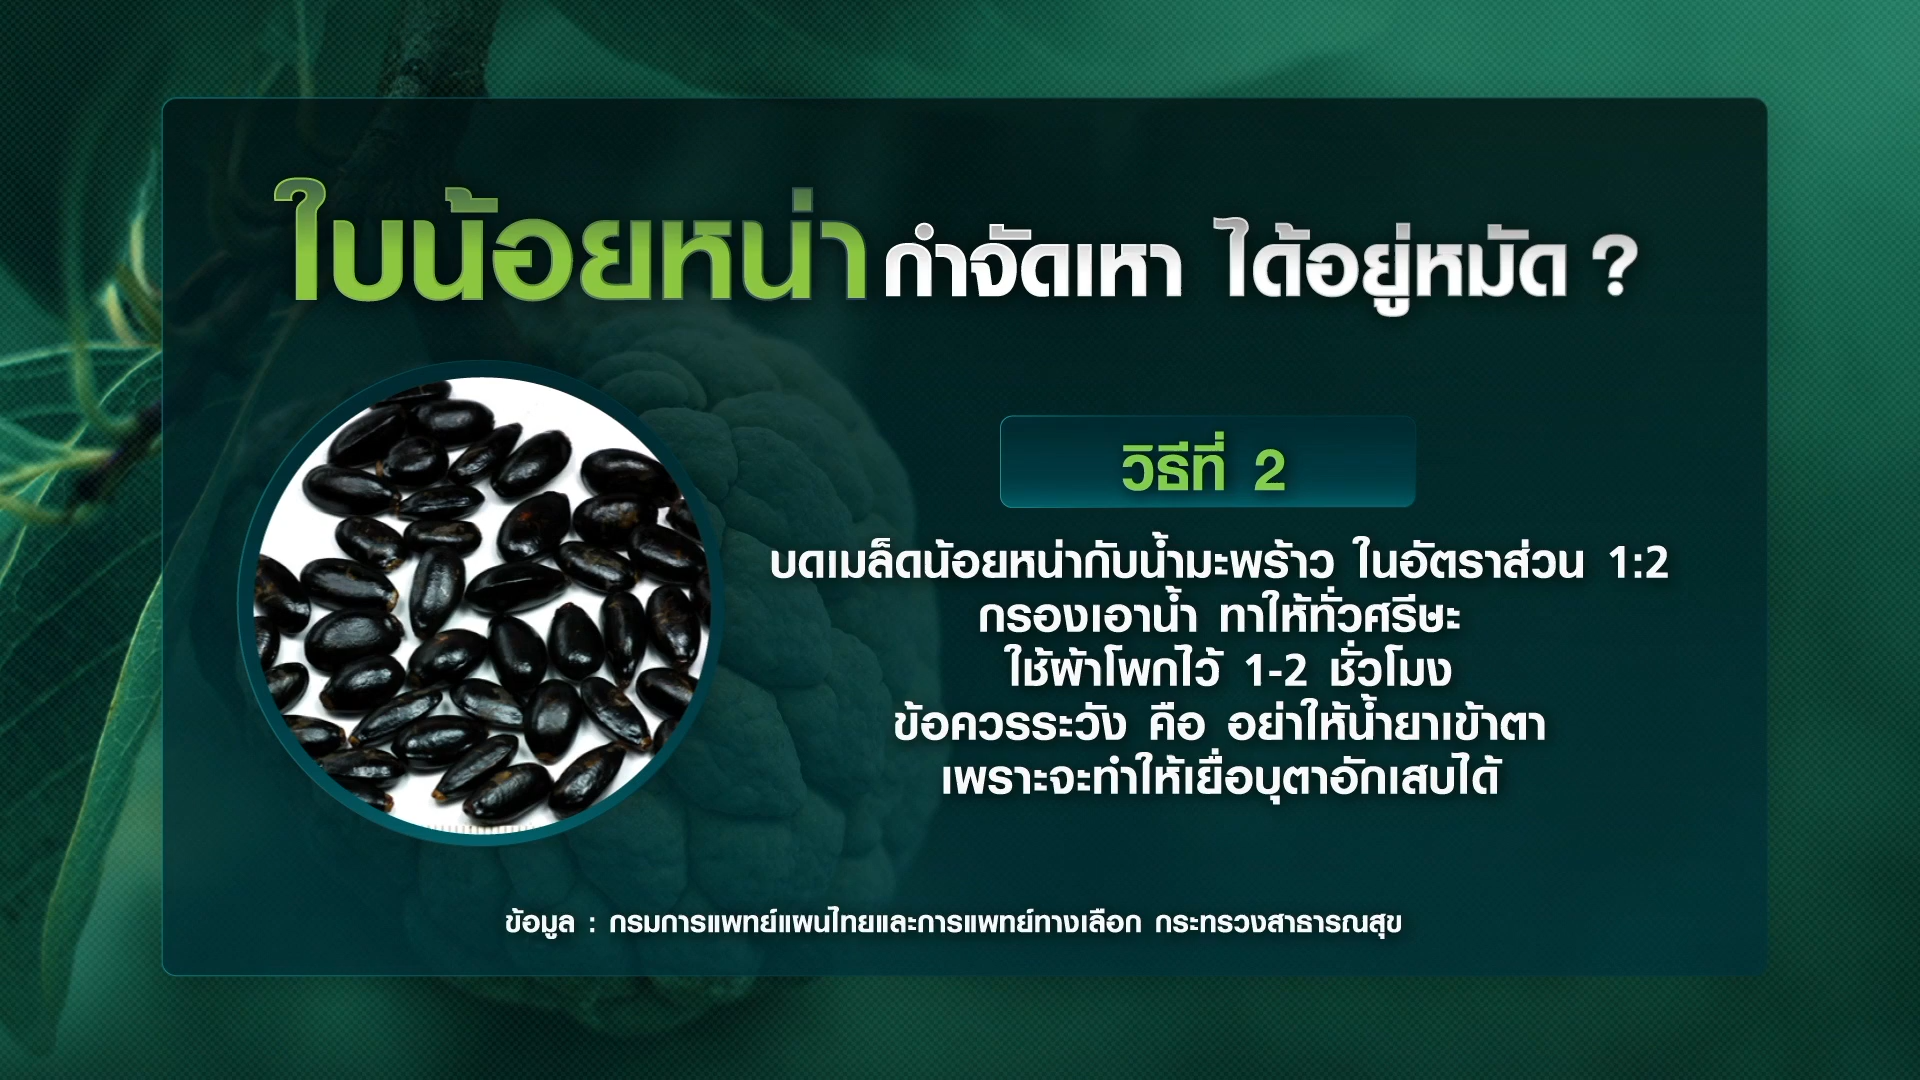 ใบน้อยหน่า กำจัดเหา ได้อยู่หมัด ?
วิธีที่ 2
บดเมล็ดน้อยหน่ากับน้ำมะพร้าว ในอัตราส่วน 1:2
กรองเอาน้ำ ทาให้ทั่วศรีษะ
ใช้ผ้าโพกไว้ 1-2 ชั่วโมง
ข้อควรระวัง คือ อย่าให้น้ำยาเข้าตา
เพราะจะทำให้เยื่อบุตาอักเสบได้
ข้อมูล : กรมการแพทย์แผนไทยและการแพทย์ทางเลือก กระทรวงสาธารณสุข